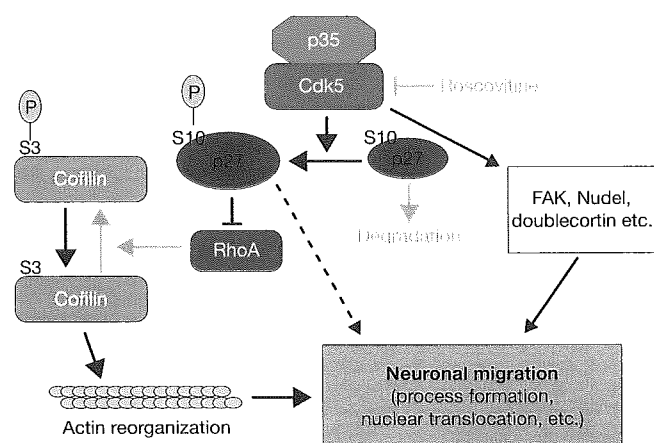 p35
Cdk5
Roscovitine
P
P
S3
S10
p27
S10
p27
Cofilin
FAK, Nudel,
doublecortin etc.
Degradation
RhoA
S3
Cofilin
Neuronal migration
(process formation,
nuclear translocation, etc.)
Actin reorganization